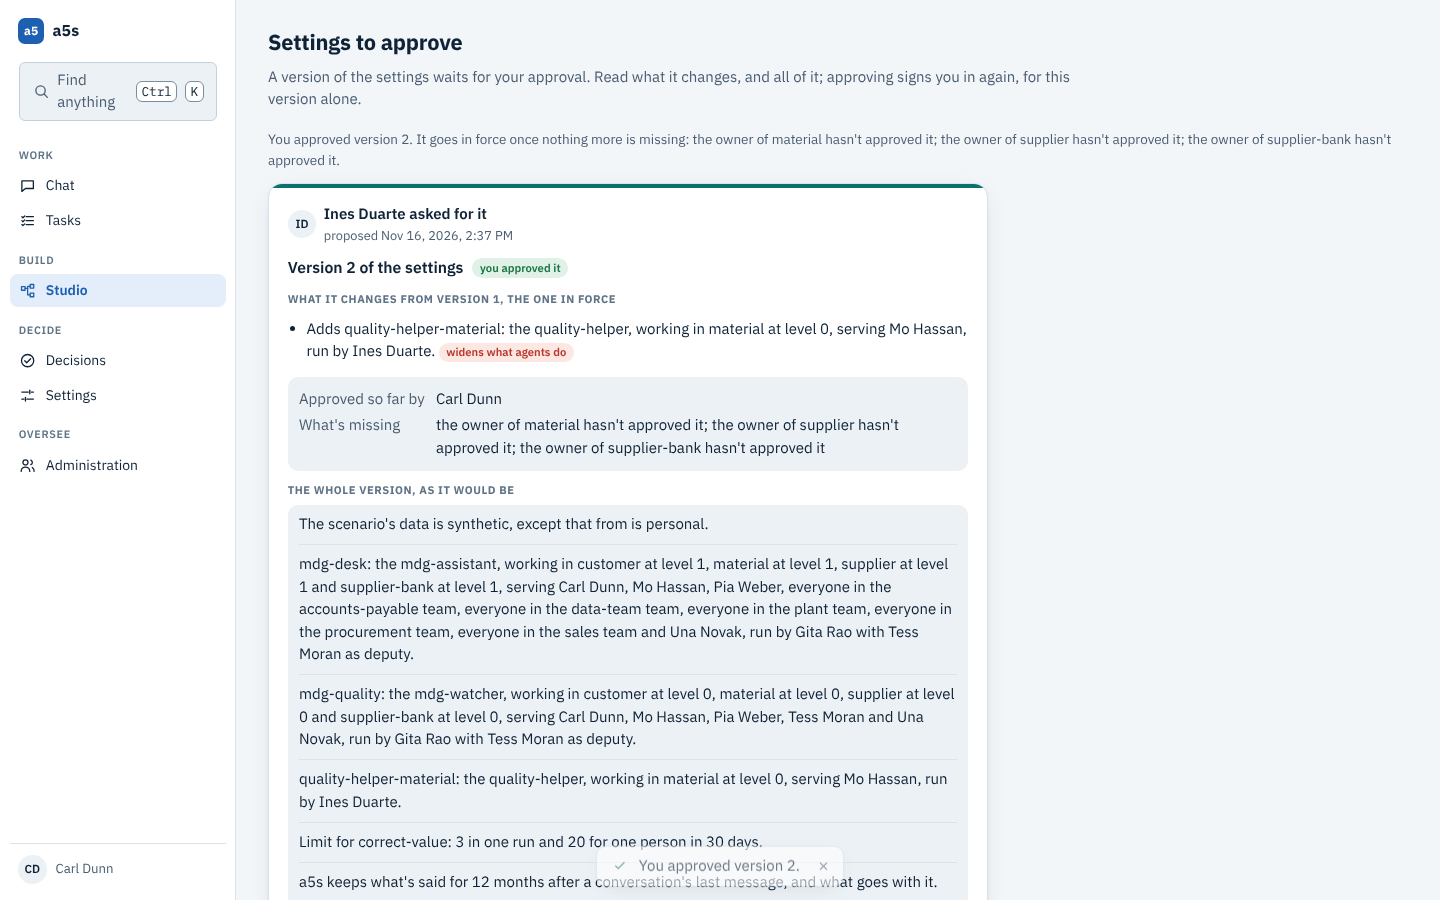 a5 a5s
Find anything Ctrl K
WORK
Chat
Tasks
BUILD
Studio
DECIDE
Decisions
Settings
OVERSEE
Administration
CD Carl Dunn
Settings to approve
A version of the settings waits for your approval. Read what it changes, and all of it; approving signs you in again, for this
version alone.
You approved version 2. It goes in force once nothing more is missing: the owner of material hasn't approved it; the owner of supplier hasn't approved it; the owner of supplier-bank hasn't
approved it.
ID Ines Duarte asked for it
proposed Nov 16, 2026, 2:37 PM
Version 2 of the settings you approved it
WHAT IT CHANGES FROM VERSION 1, THE ONE IN FORCE
• Adds quality-helper-material: the quality-helper, working in material at level 0, serving Mo Hassan,
run by Ines Duarte. widens what agents do
Approved so far by Carl Dunn
What's missing the owner of material hasn't approved it; the owner of supplier hasn't
approved it; the owner of supplier-bank hasn't approved it
THE WHOLE VERSION, AS IT WOULD BE
The scenario's data is synthetic, except that from is personal.
mdg-desk: the mdg-assistant, working in customer at level 1, material at level 1, supplier at level
1 and supplier-bank at level 1, serving Carl Dunn, Mo Hassan, Pia Weber, everyone in the
accounts-payable team, everyone in the data-team team, everyone in the plant team, everyone in
the procurement team, everyone in the sales team and Una Novak, run by Gita Rao with Tess
Moran as deputy.
mdg-quality: the mdg-watcher, working in customer at level 0, material at level 0, supplier at level
0 and supplier-bank at level 0, serving Carl Dunn, Mo Hassan, Pia Weber, Tess Moran and Una
Novak, run by Gita Rao with Tess Moran as deputy.
quality-helper-material: the quality-helper, working in material at level 0, serving Mo Hassan, run
by Ines Duarte.
Limit for correct-value: 3 in one run and 20 for one person in 30 days.
You approved version 2.
a5s keeps what's said for 12 months after a conversation's last message, and what goes with it.